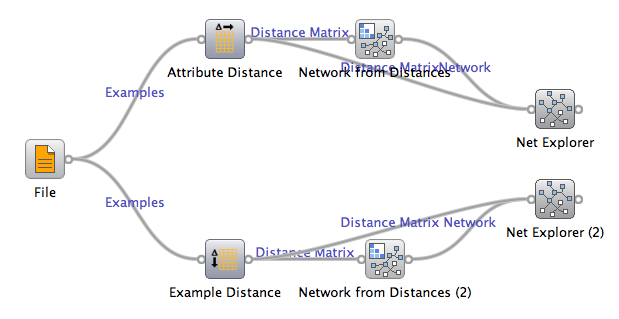 Distance Matrix
Attribute Distance
Network from Distances
Distance Matrix
Network
Examples
Net Explorer
File
Examples
Distance Matrix
Network
Net Explorer (2)
Distance Matrix
Example Distance
Network from Distances (2)